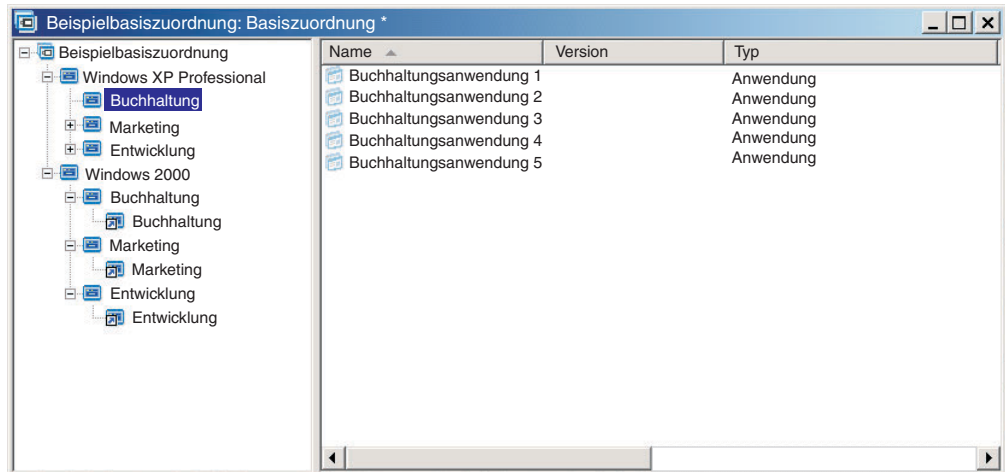 Beispielbasiszuordnung: Basiszuordnung *
Beispielbasiszuordnung
Windows XP Professional
Buchhaltung
Marketing
Entwicklung
Windows 2000
Buchhaltung
Buchhaltung
Marketing
Marketing
Entwicklung
Entwicklung
Name Version Typ
Buchhaltungsanwendung 1 Anwendung
Buchhaltungsanwendung 2 Anwendung
Buchhaltungsanwendung 3 Anwendung
Buchhaltungsanwendung 4 Anwendung
Buchhaltungsanwendung 5 Anwendung